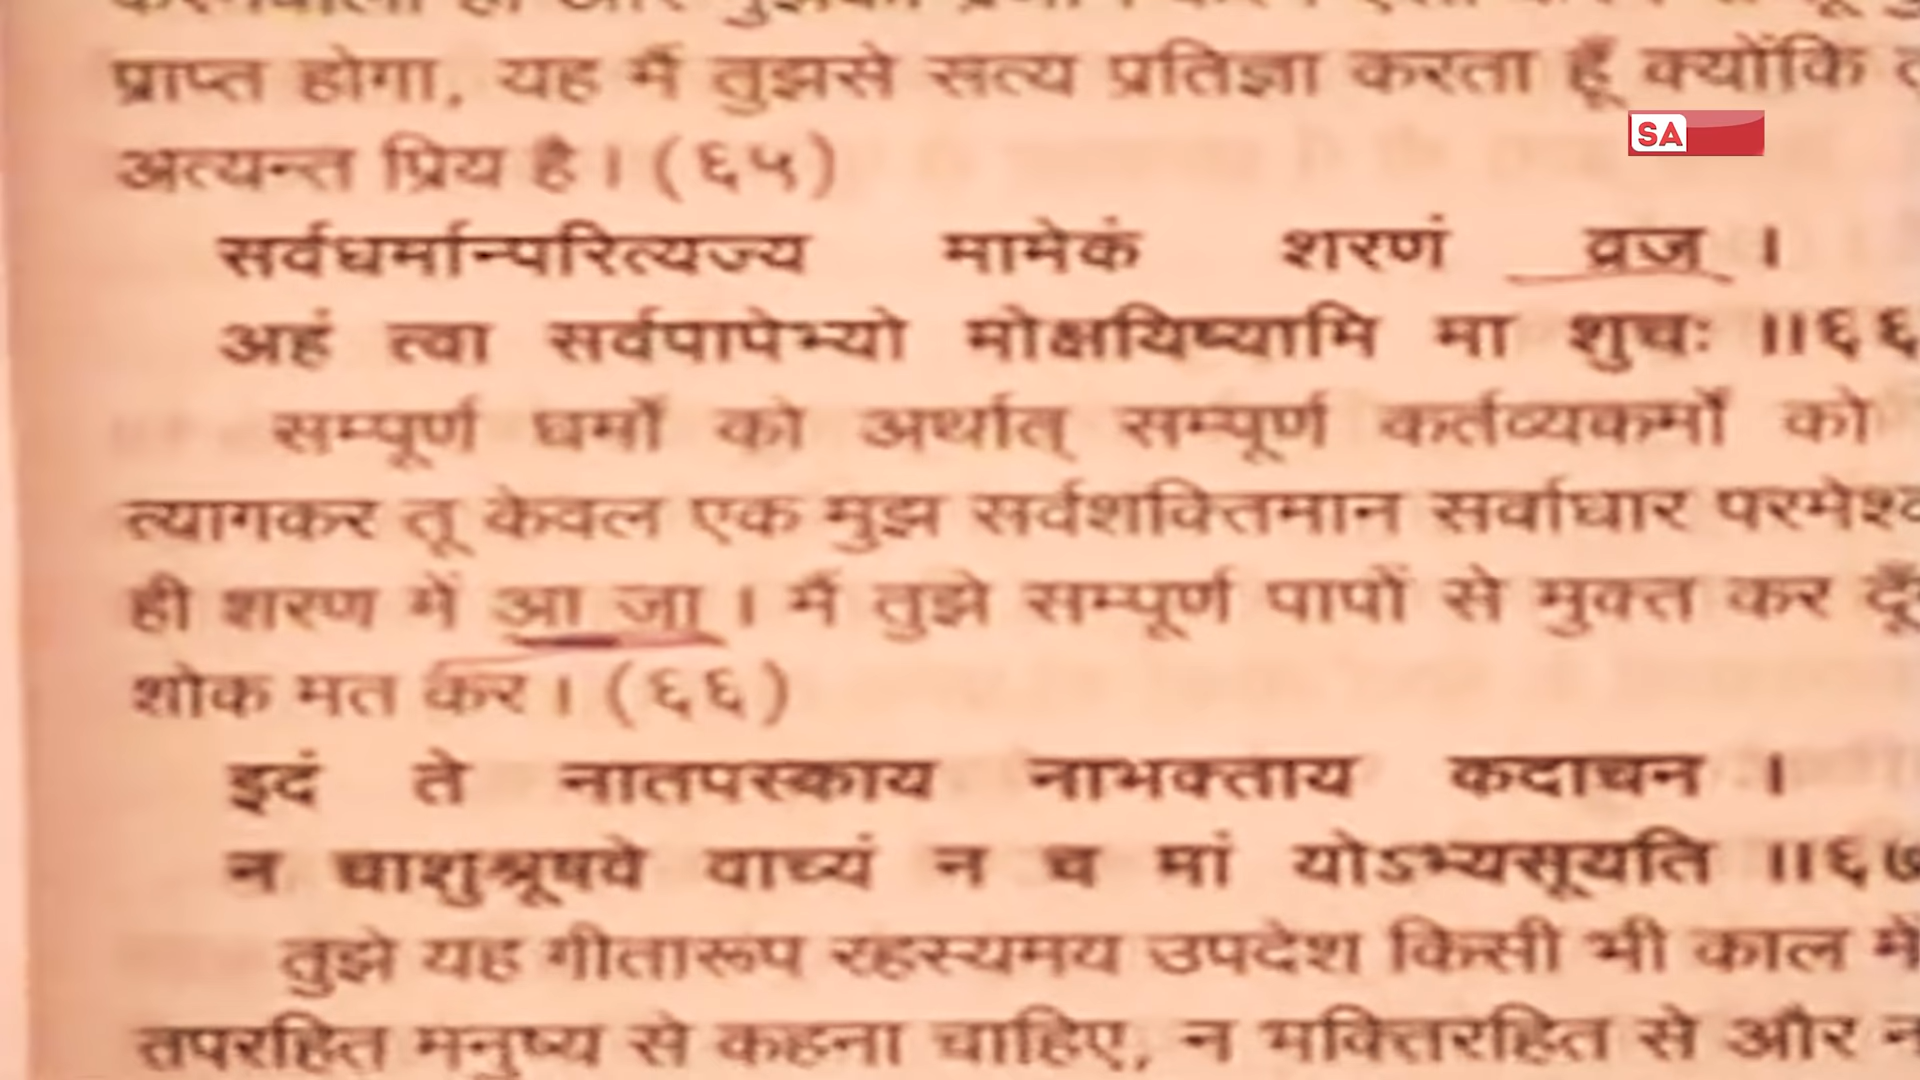 प्राप्त होगा, यह मैं तुझसे सत्य प्रतिज्ञा करता हूँ क्योंकि
SA
अत्यन्त प्रिय है। (६५)
सर्वधर्मान्परित्यज्य मामेकं शरणं व्रज ।
अहं त्वा सर्वपापेभ्यो मोक्षयिष्यामि मा शुचः ॥६६
सम्पूर्ण धर्मों को अर्थात् सम्पूर्ण कर्तव्यकर्मों को
त्यागकर तू केवल एक मुझ सर्वशक्तिमान सर्वाधार
ही शरण में आ जा । मैं तुझे सम्पूर्ण पापों से मुक्त कर
शोक मत कर । (६६)
इदं ते नातपस्काय नाभक्ताय कदाचन ।
न चाशुश्रूषवे वाच्यं न च मां योऽभ्यसूयति ॥६७
तुझे यह गीतारूप रहस्यमय उपदेश किसी भी काल में
तपरहित मनुष्य से कहना चाहिए, न भक्तिरहित से और